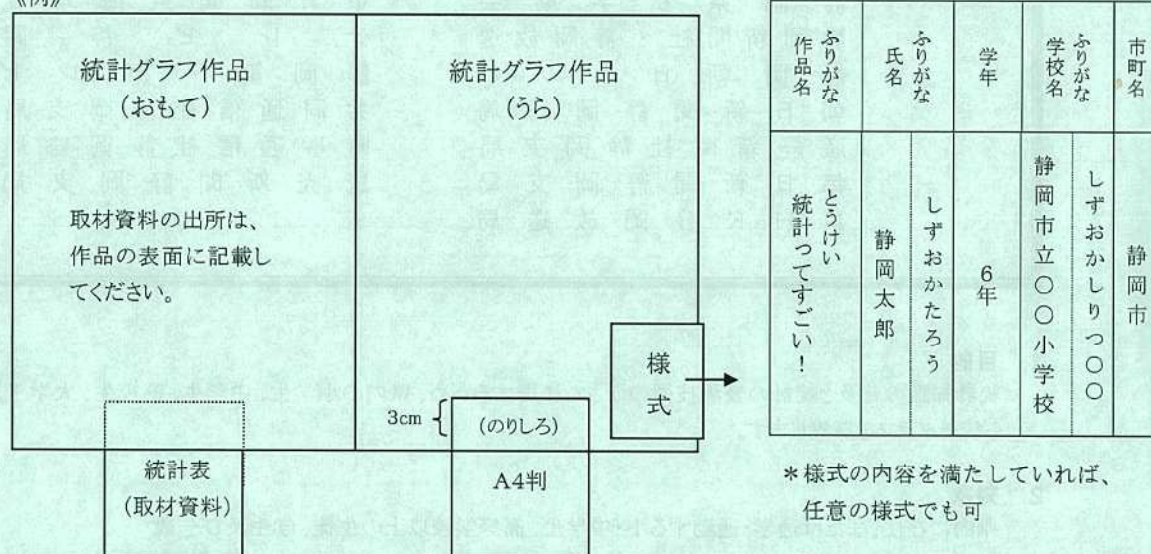 《例》
統計グラフ作品
(おもて)
取材資料の出所は、
作品の表面に記載し
てください。
統計表
(取材資料)
統計グラフ作品
(うら)
3cm
(のりしろ)
A4判
様
式
市町名
静岡市
ふりがな
学校名
しずおかしりつ○○
静岡市立○○小学校
学年
6年
ふりがな
氏名
しずおかたろう
静岡太郎
ふりがな
作品名
とうけい
統計ってすごい！
＊様式の内容を満たしていれば、
任意の様式でも可